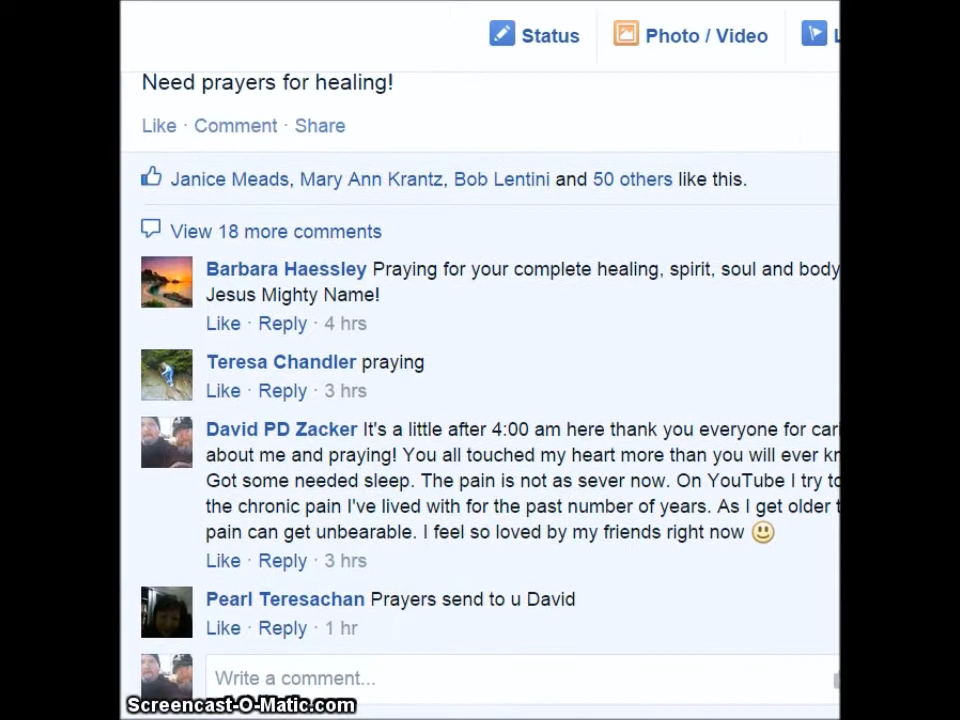 Status Photo / Video
Need prayers for healing!
Like · Comment · Share
Janice Meads, Mary Ann Krantz, Bob Lentini and 50 others like this.
View 18 more comments
Barbara Haessley Praying for your complete healing, spirit, soul and body
Jesus Mighty Name!
Like · Reply · 4 hrs
Teresa Chandler praying
Like · Reply · 3 hrs
David PD Zacker It's a little after 4:00 am here thank you everyone for
about me and praying! You all touched my heart more than you will ever
Got some needed sleep. The pain is not as sever now. On YouTube I try
the chronic pain I've lived with for the past number of years. As I get older
pain can get unbearable. I feel so loved by my friends right now
Like · Reply · 3 hrs
Pearl Teresachan Prayers send to u David
Like · Reply · 1 hr
Write a comment...
Screencast-O-Matic.com